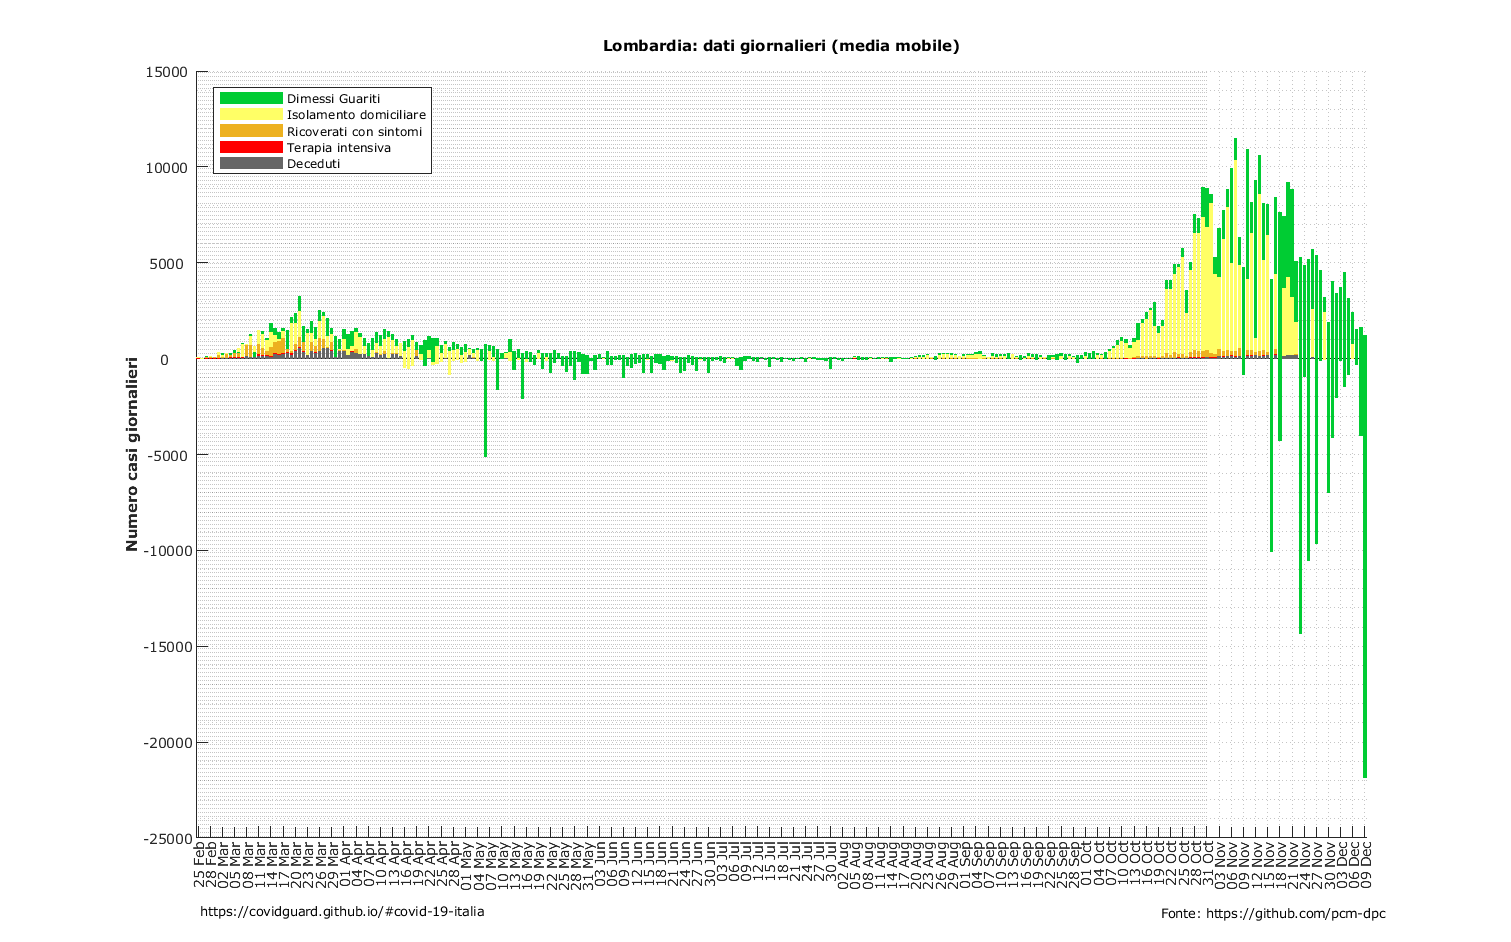 Lombardia: dati giornalieri (media mobile)
15000
10000
5000
0
-5000
-10000
-15000
-20000
-25000
Numero casi giornalieri
Dimessi Guariti
Isolamento domiciliare
Ricoverati con sintomi
Terapia intensiva
Deceduti
25 Feb
28 Feb
02 Mar
05 Mar
08 Mar
11 Mar
14 Mar
17 Mar
20 Mar
23 Mar
26 Mar
29 Mar
01 Apr
04 Apr
07 Apr
10 Apr
13 Apr
16 Apr
19 Apr
22 Apr
25 Apr
28 Apr
01 May
04 May
07 May
10 May
13 May
16 May
19 May
22 May
25 May
28 May
31 May
03 Jun
06 Jun
09 Jun
12 Jun
15 Jun
18 Jun
21 Jun
24 Jun
27 Jun
30 Jun
03 Jul
06 Jul
09 Jul
12 Jul
15 Jul
18 Jul
21 Jul
24 Jul
27 Jul
30 Jul
02 Aug
05 Aug
08 Aug
11 Aug
14 Aug
17 Aug
20 Aug
23 Aug
26 Aug
29 Aug
01 Sep
04 Sep
07 Sep
10 Sep
13 Sep
16 Sep
19 Sep
22 Sep
25 Sep
28 Sep
01 Oct
04 Oct
07 Oct
10 Oct
13 Oct
16 Oct
19 Oct
22 Oct
25 Oct
28 Oct
31 Oct
03 Nov
06 Nov
09 Nov
12 Nov
15 Nov
18 Nov
21 Nov
24 Nov
27 Nov
30 Nov
03 Dec
06 Dec
09 Dec
https://covidguard.github.io/#covid-19-italia
Fonte: https://github.com/pcm-dpc